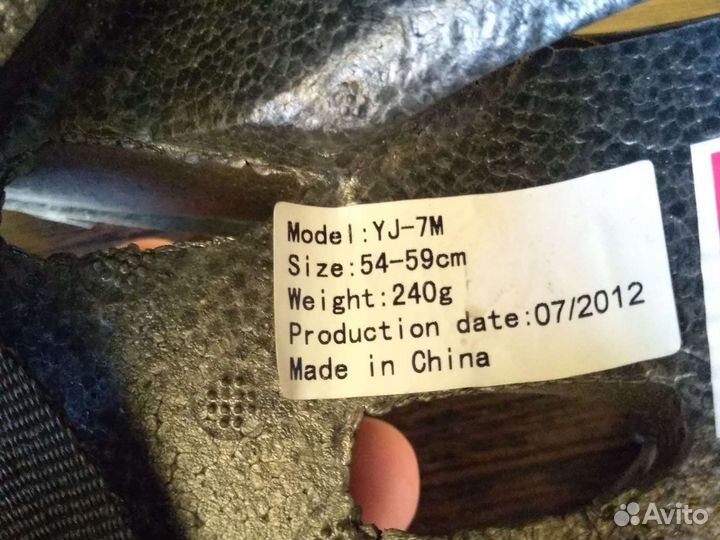 Model:YJ-7M
Size:54-59cm
Weight:240g
Production date:07/2012
Made in China
Avito